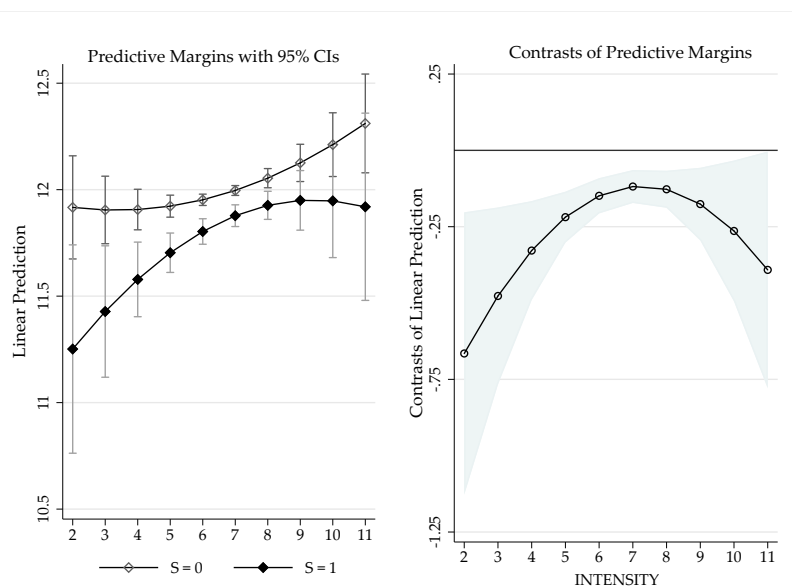 Predictive Margins with 95% CIs
Linear Prediction
12.5
12
11.5
11
10.5
2 3 4 5 6 7 8 9 10 11
S = 0 S = 1
Contrasts of Predictive Margins
Contrasts of Linear Prediction
.25
-.25
-.75
-1.25
2 3 4 5 6 7 8 9 10 11
INTENSITY